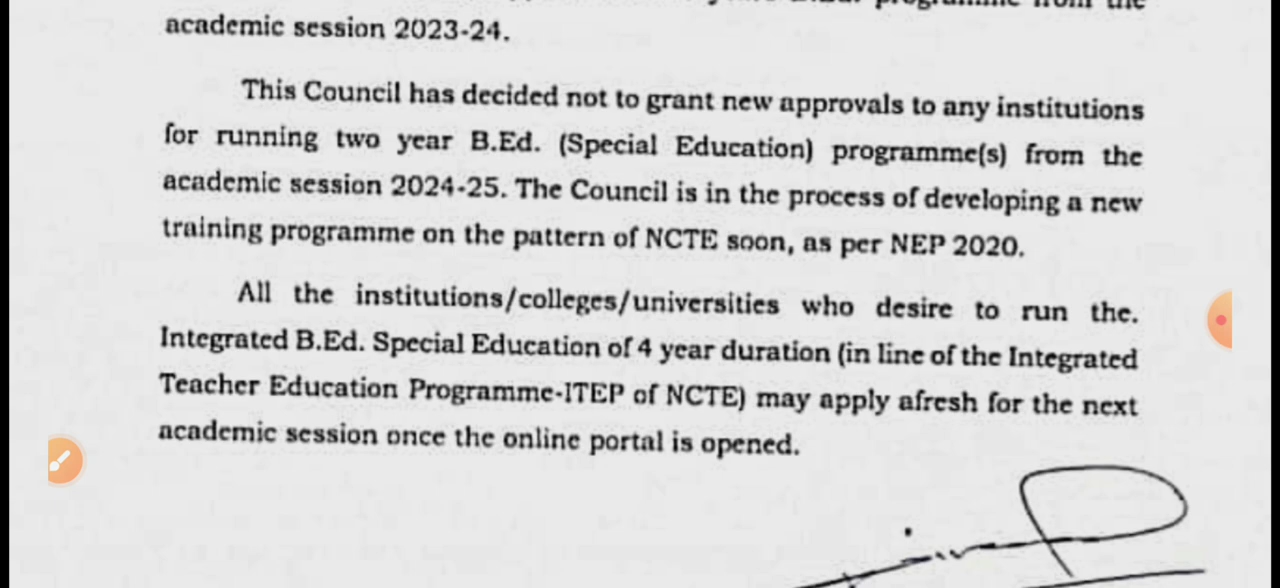 programme from the
academic session 2023-24.
This Council has decided not to grant new approvals to any institutions
for running two year B.Ed. (Special Education) programme(s) from the
academic session 2024-25. The Council is in the process of developing a new
training programme on the pattern of NCTE soon, as per NEP 2020.
All the institutions/colleges/universities who desire to run the.
Integrated B.Ed. Special Education of 4 year duration (in line of the Integrated
Teacher Education Programme-ITEP of NCTE) may apply afresh for the next
academic session once the online portal is opened.